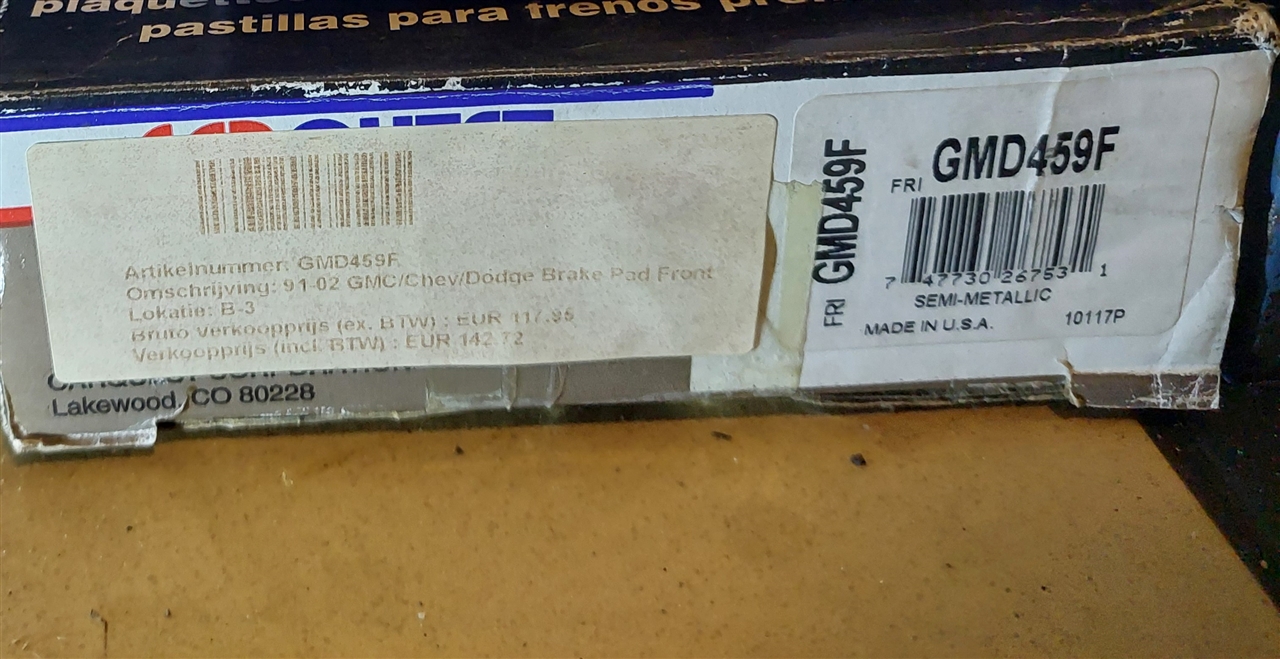 pastillas para frenos
Artikelnummer: GMD459F
Omschrijving: 91-02 GMC/Chev/Dodge Brake Pad Front
Lokatie: B-3
Bruto verkoopprijs (ex. BTW) : EUR 117.95
Verkoopprijs (incl. BTW) : EUR 142.72
Lakewood, CO 80228
FRI GMD459F
FRI GMD459F
7 47730 26753 1
SEMI-METALLIC
MADE IN U.S.A. 10117P